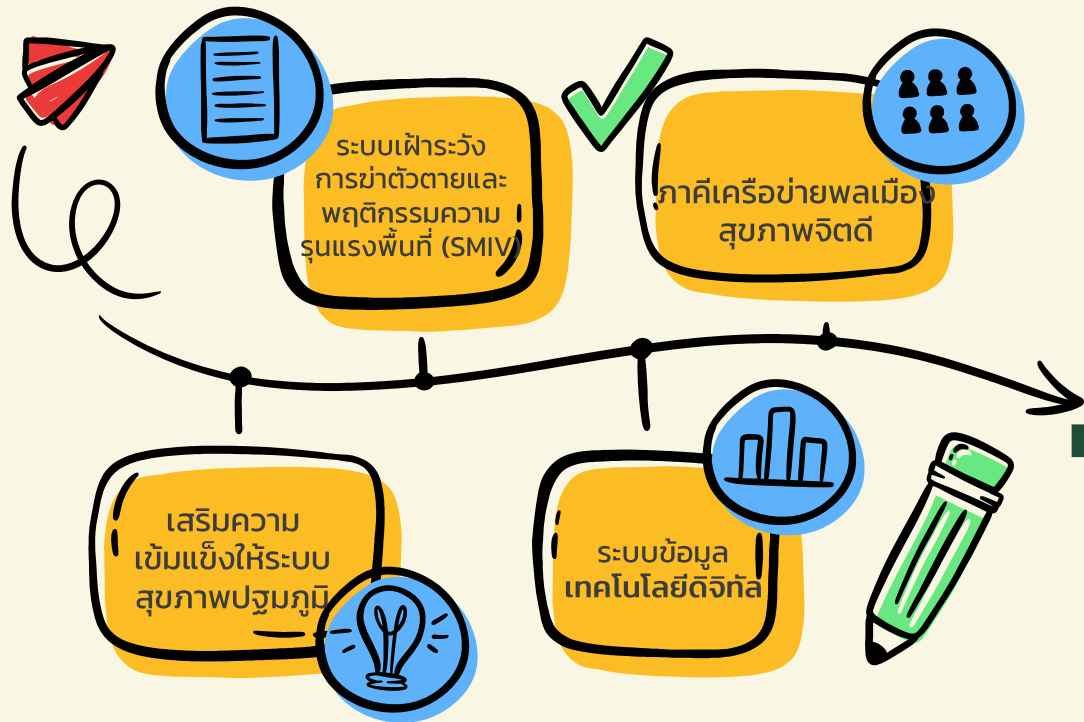 ระบบเฝ้าระวัง
การฆ่าตัวตายและ
พฤติกรรมความ
รุนแรงพื้นที่ (SMIV)
ภาคีเครือข่ายพลเมือง
สุขภาพจิตดี
เสริมความ
เข้มแข็งให้ระบบ
สุขภาพปฐมภูมิ
ระบบข้อมูล
เทคโนโลยีดิจิทัล